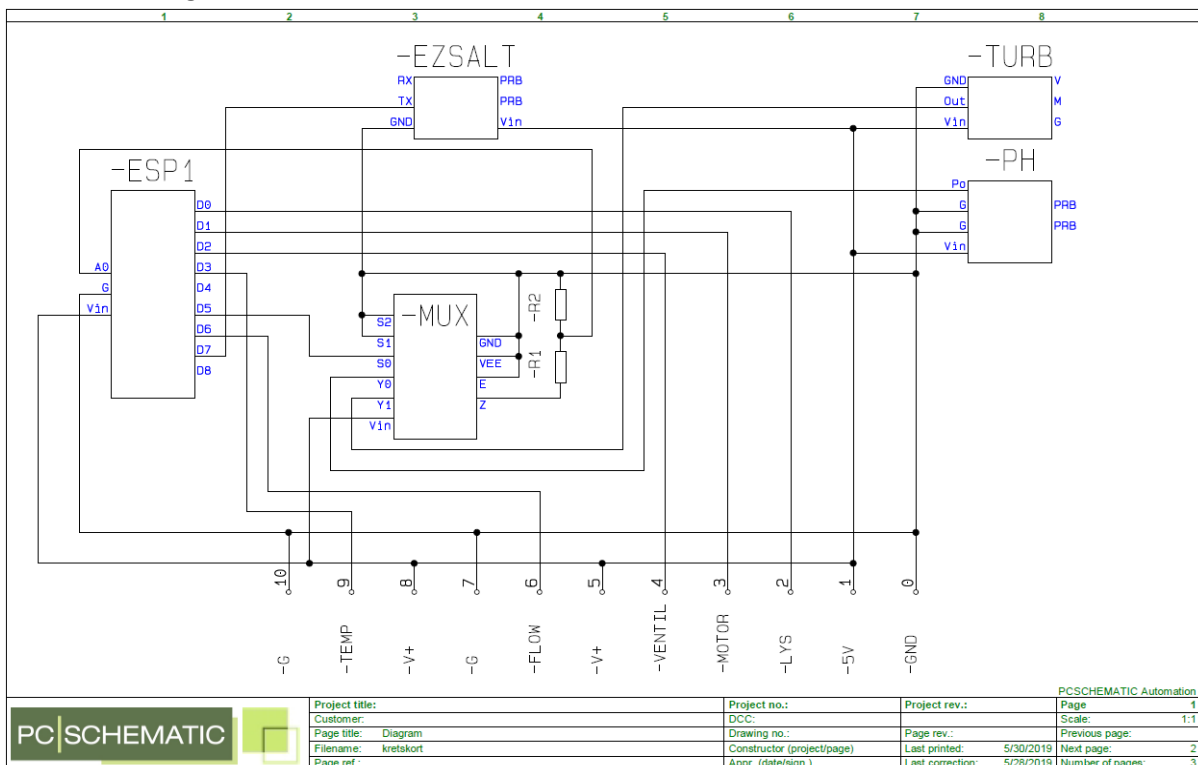 1 2 3 4 5 6 7 8
-EZSALT
RX PRB
TX PRB
GND Vin
-TURB
GND V
Out M
Vin G
-PH
Po
G PRB
G PRB
Vin
-ESP1
D0
D1
D2
A0 D3
G D4
Vin D5
D6
D7
D8
-MUX
S2
S1 GND
S0 VEE
Y0 E
Y1 Z
Vin
-R2
-R1
10 9 8 7 6 5 4 3 2 1 0
-G -TEMP -V+ -G -FLOW -V+ -VENTIL -MOTOR -LYS -5V -GND
PCSCHEMATIC Automation
PC|SCHEMATIC
Project title: Project no.: Project rev.: Page 1
Customer: DCC: Scale: 1:1
Page title: Diagram Drawing no.: Page rev.: Previous page:
Filename: kretskort Constructor (project/page) Last printed: 5/30/2019 Next page: 2
Page ref.: Appr. (date/sign.) Last correction: 5/28/2019 Number of pages: 3